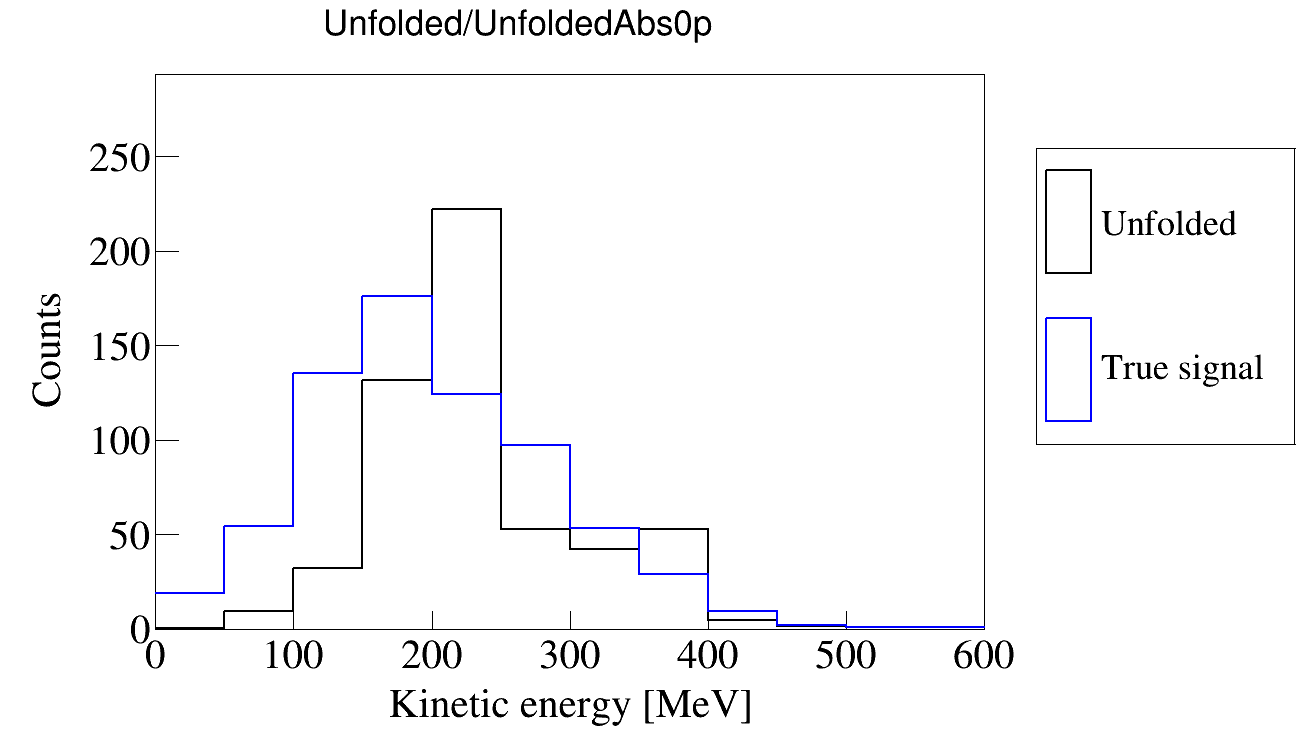 Unfolded/UnfoldedAbs0p
250
200
150
100
50
0
Counts
0 100 200 300 400 500 600
Kinetic energy [MeV]
Unfolded
True signal